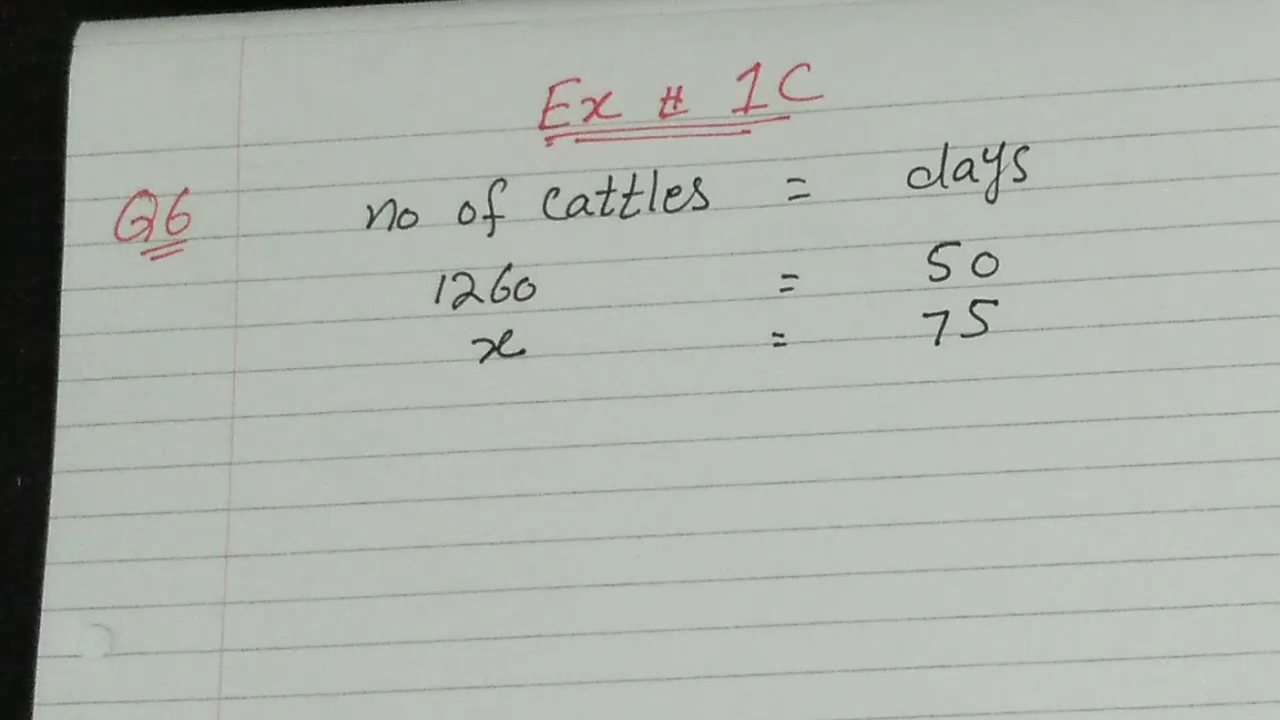 Ex # 1C
Q6 no of cattles = days
1260 = 50
x = 75